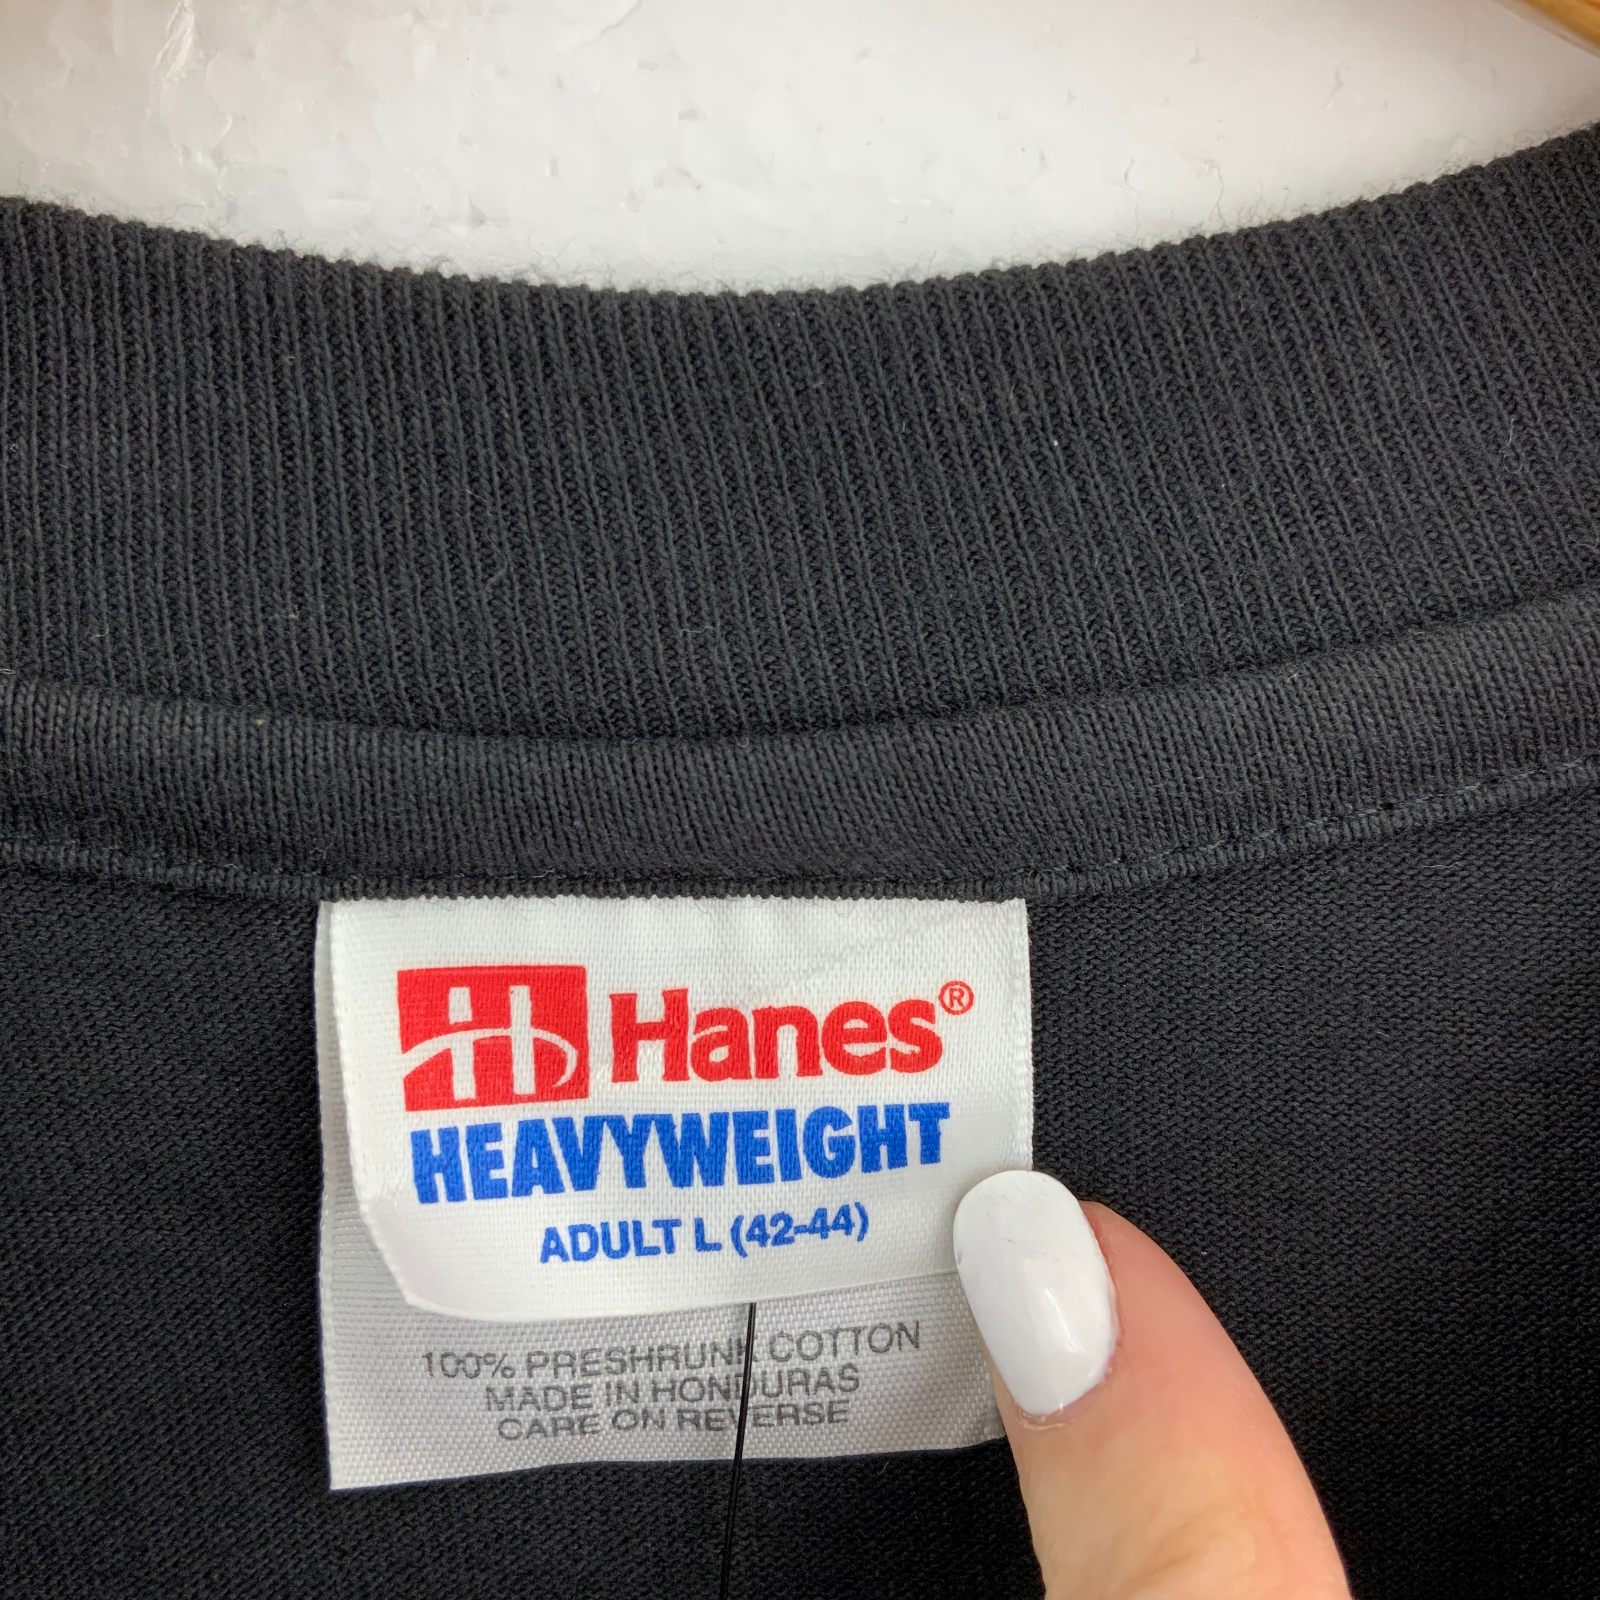 H Hanes®
HEAVYWEIGHT
ADULT L (42-44)
100% PRESHRUNK COTTON
MADE IN HONDURAS
CARE ON REVERSE